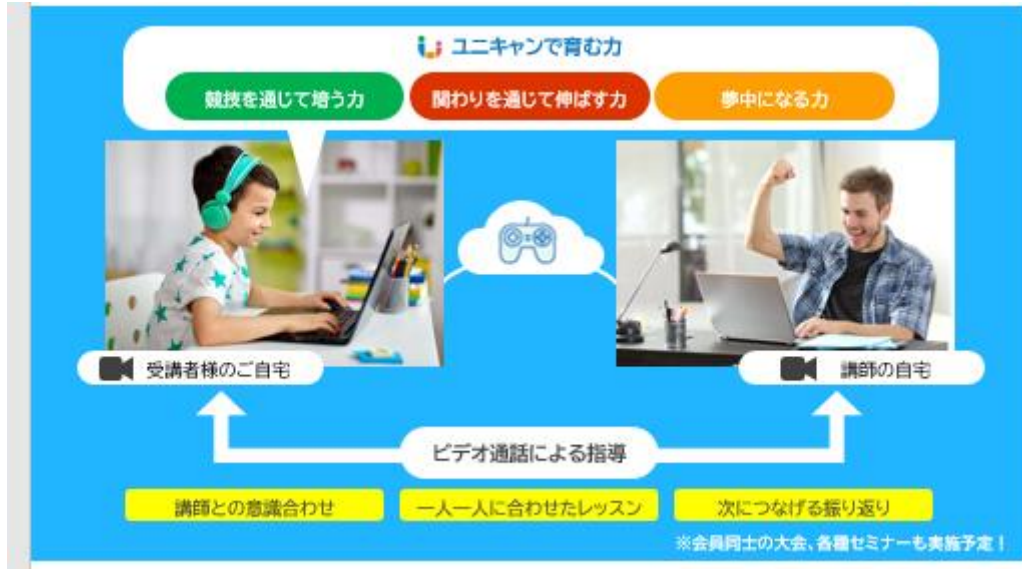 ユニキャンで育む力
競技を通じて培う力
関わりを通じて伸ばす力
夢中になる力
受講者様のご自宅
講師の自宅
ビデオ通話による指導
講師との意識合わせ
一人一人に合わせたレッスン
次につなげる振り返り
※会員同士の大会、各種セミナーも実施予定！